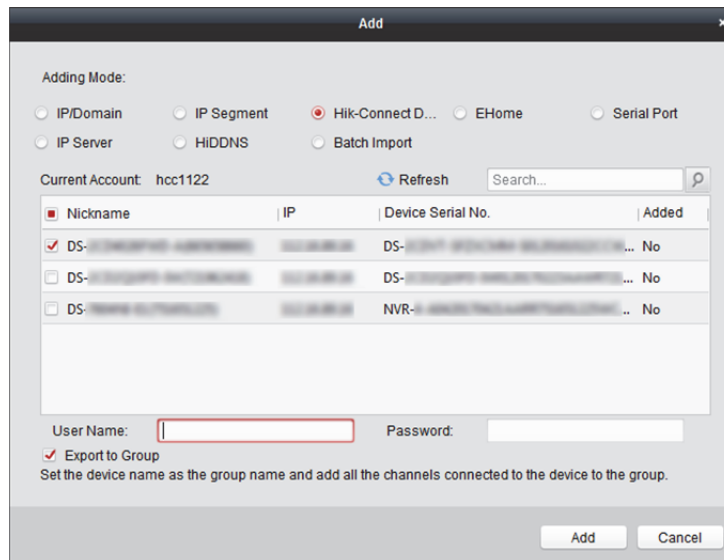 Add
Adding Mode:
IP/Domain IP Segment Hik-Connect D... EHome Serial Port
IP Server HiDDNS Batch Import
Current Account: hcc1122 Refresh Search...
Nickname IP Device Serial No. Added
DS- DS- ... No
DS- DS- ... No
DS- NVR- .. No
User Name: Password:
Export to Group
Set the device name as the group name and add all the channels connected to the device to the group.
Add Cancel